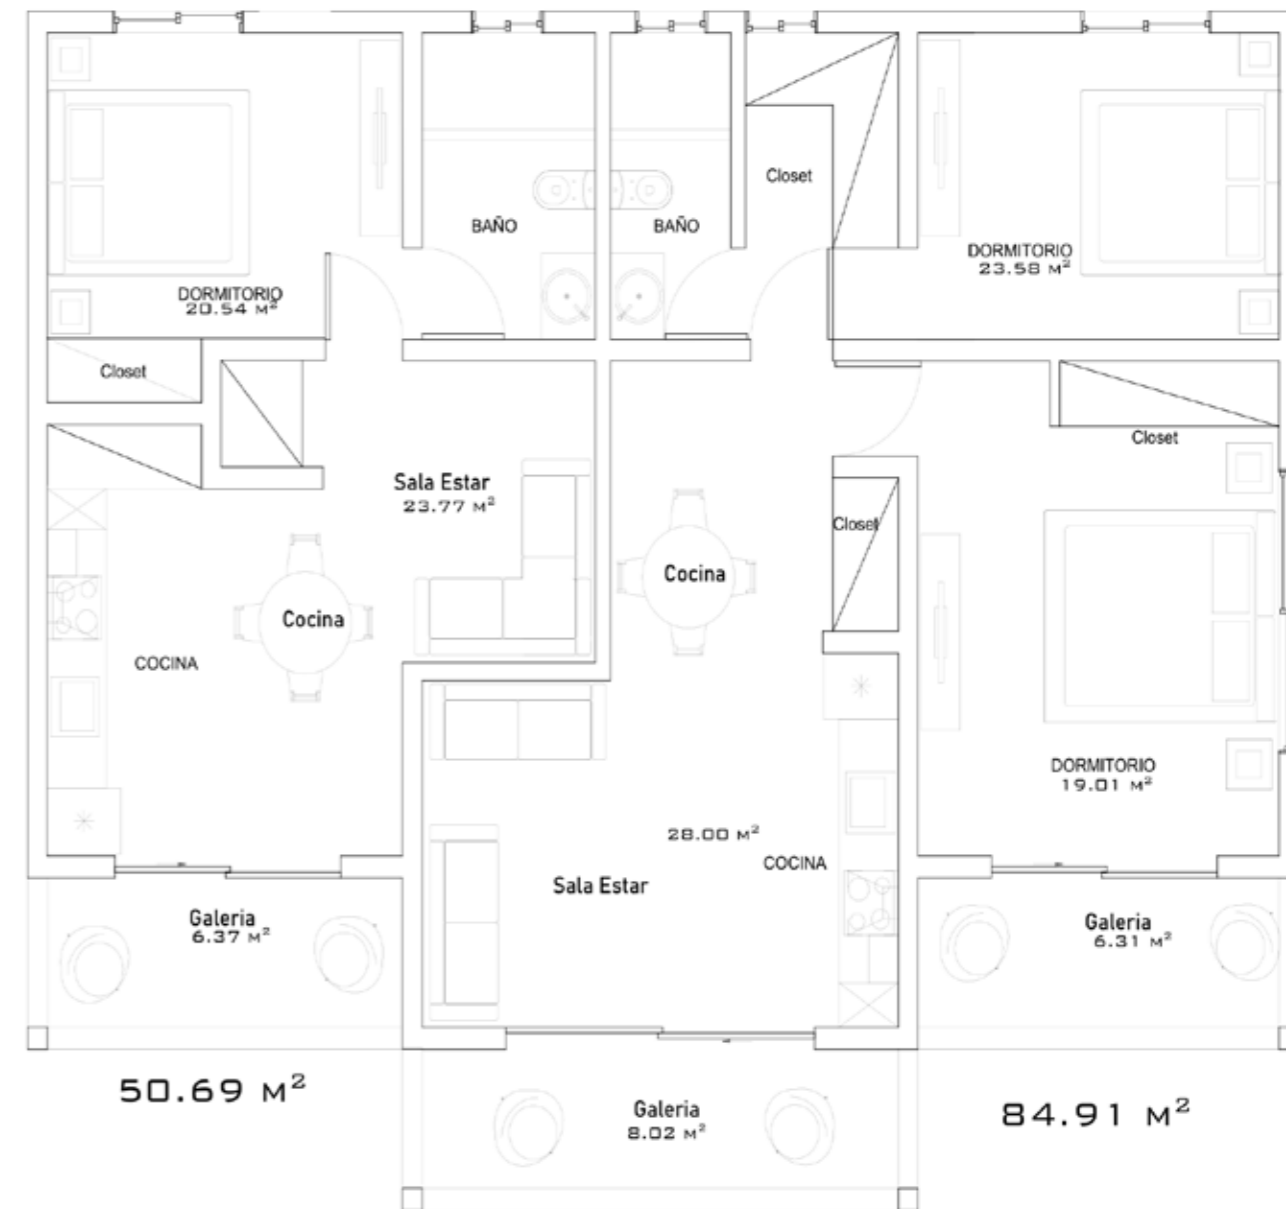 Closet
BAÑO
BAÑO
DORMITORIO
23.58 M²
DORMITORIO
20.54 M²
Closet
Closet
Sala Estar
23.77 M²
Closet
Cocina
Cocina
COCINA
DORMITORIO
19.01 M²
28.00 M²
COCINA
Sala Estar
Galeria
6.37 M²
Galeria
6.31 M²
50.69 M²
Galeria
8.02 M²
84.91 M²